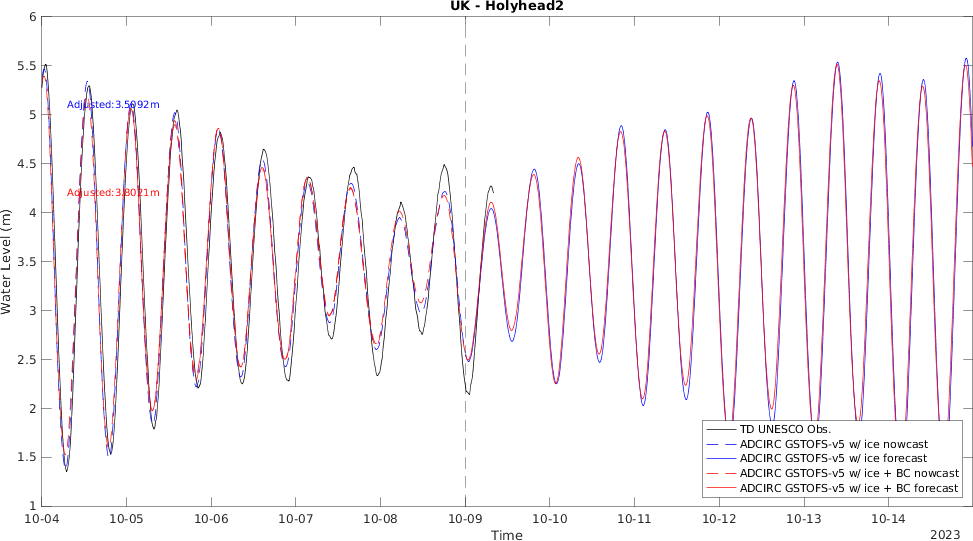 UK - Holyhead2
6
5.5
5
4.5
4
3.5
3
2.5
2
1.5
1
Water Level (m)
Adjusted:3.5092m
Adjusted:3.8021m
TD UNESCO Obs.
ADCIRC GSTOFS-v5 w/ ice nowcast
ADCIRC GSTOFS-v5 w/ ice forecast
ADCIRC GSTOFS-v5 w/ ice + BC nowcast
ADCIRC GSTOFS-v5 w/ ice + BC forecast
10-04 10-05 10-06 10-07 10-08 10-09 10-10 10-11 10-12 10-13 10-14
Time
2023